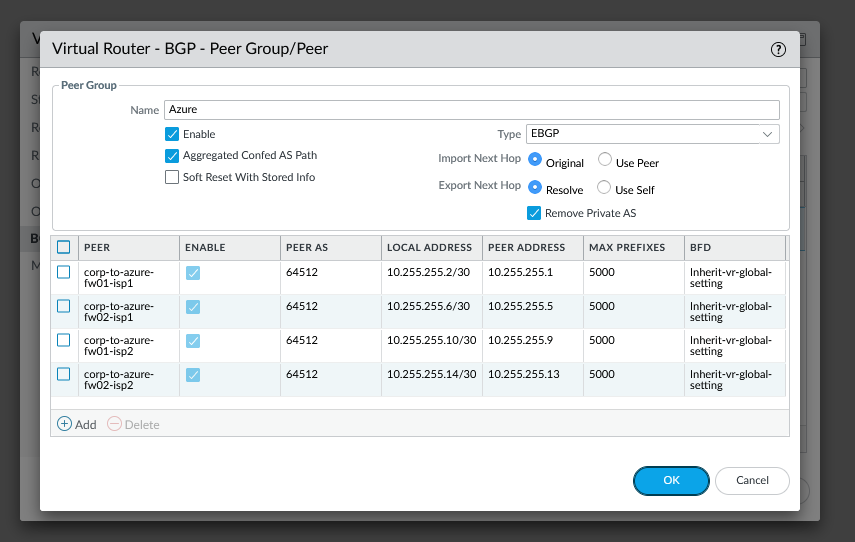 Virtual Router - BGP - Peer Group/Peer
Peer Group
Name Azure
Enable
Type EBGP
Aggregated Confed AS Path
Import Next Hop Original Use Peer
Soft Reset With Stored Info
Export Next Hop Resolve Use Self
Remove Private AS
PEER ENABLE PEER AS LOCAL ADDRESS PEER ADDRESS MAX PREFIXES BFD
corp-to-azure- 64512 10.255.255.2/30 10.255.255.1 5000 Inherit-vr-global-
fw01-isp1 setting
corp-to-azure- 64512 10.255.255.6/30 10.255.255.5 5000 Inherit-vr-global-
fw02-isp1 setting
corp-to-azure- 64512 10.255.255.10/30 10.255.255.9 5000 Inherit-vr-global-
fw01-isp2 setting
corp-to-azure- 64512 10.255.255.14/30 10.255.255.13 5000 Inherit-vr-global-
fw02-isp2 setting
Add Delete
OK Cancel